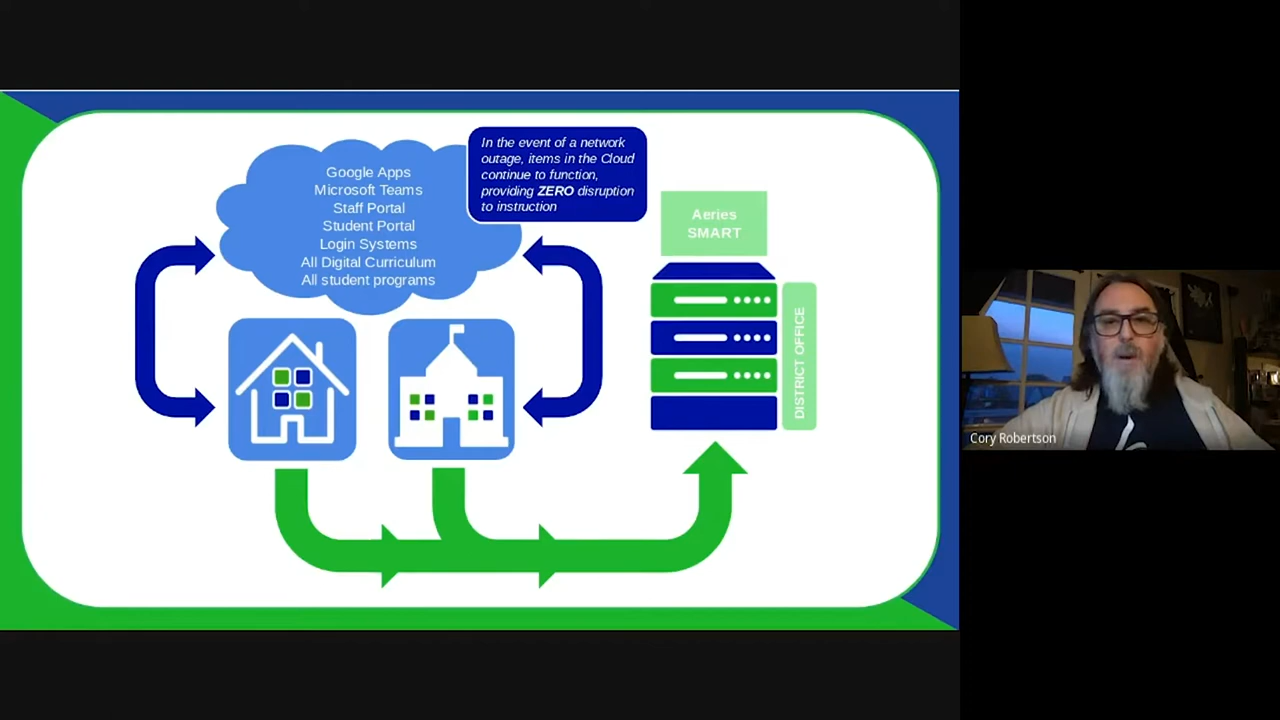 Google Apps
Microsoft Teams
Staff Portal
Student Portal
Login Systems
All Digital Curriculum
All student programs
In the event of a network
outage, items in the Cloud
continue to function,
providing ZERO disruption
to instruction
Aeries
SMART
DISTRICT OFFICE
Cory Robertson